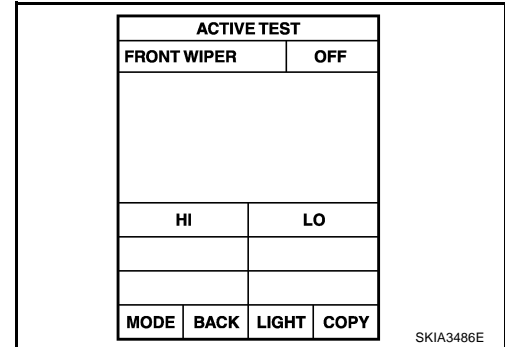 ACTIVE TEST
FRONT WIPER OFF
HI LO
MODE BACK LIGHT COPY
SKIA3486E